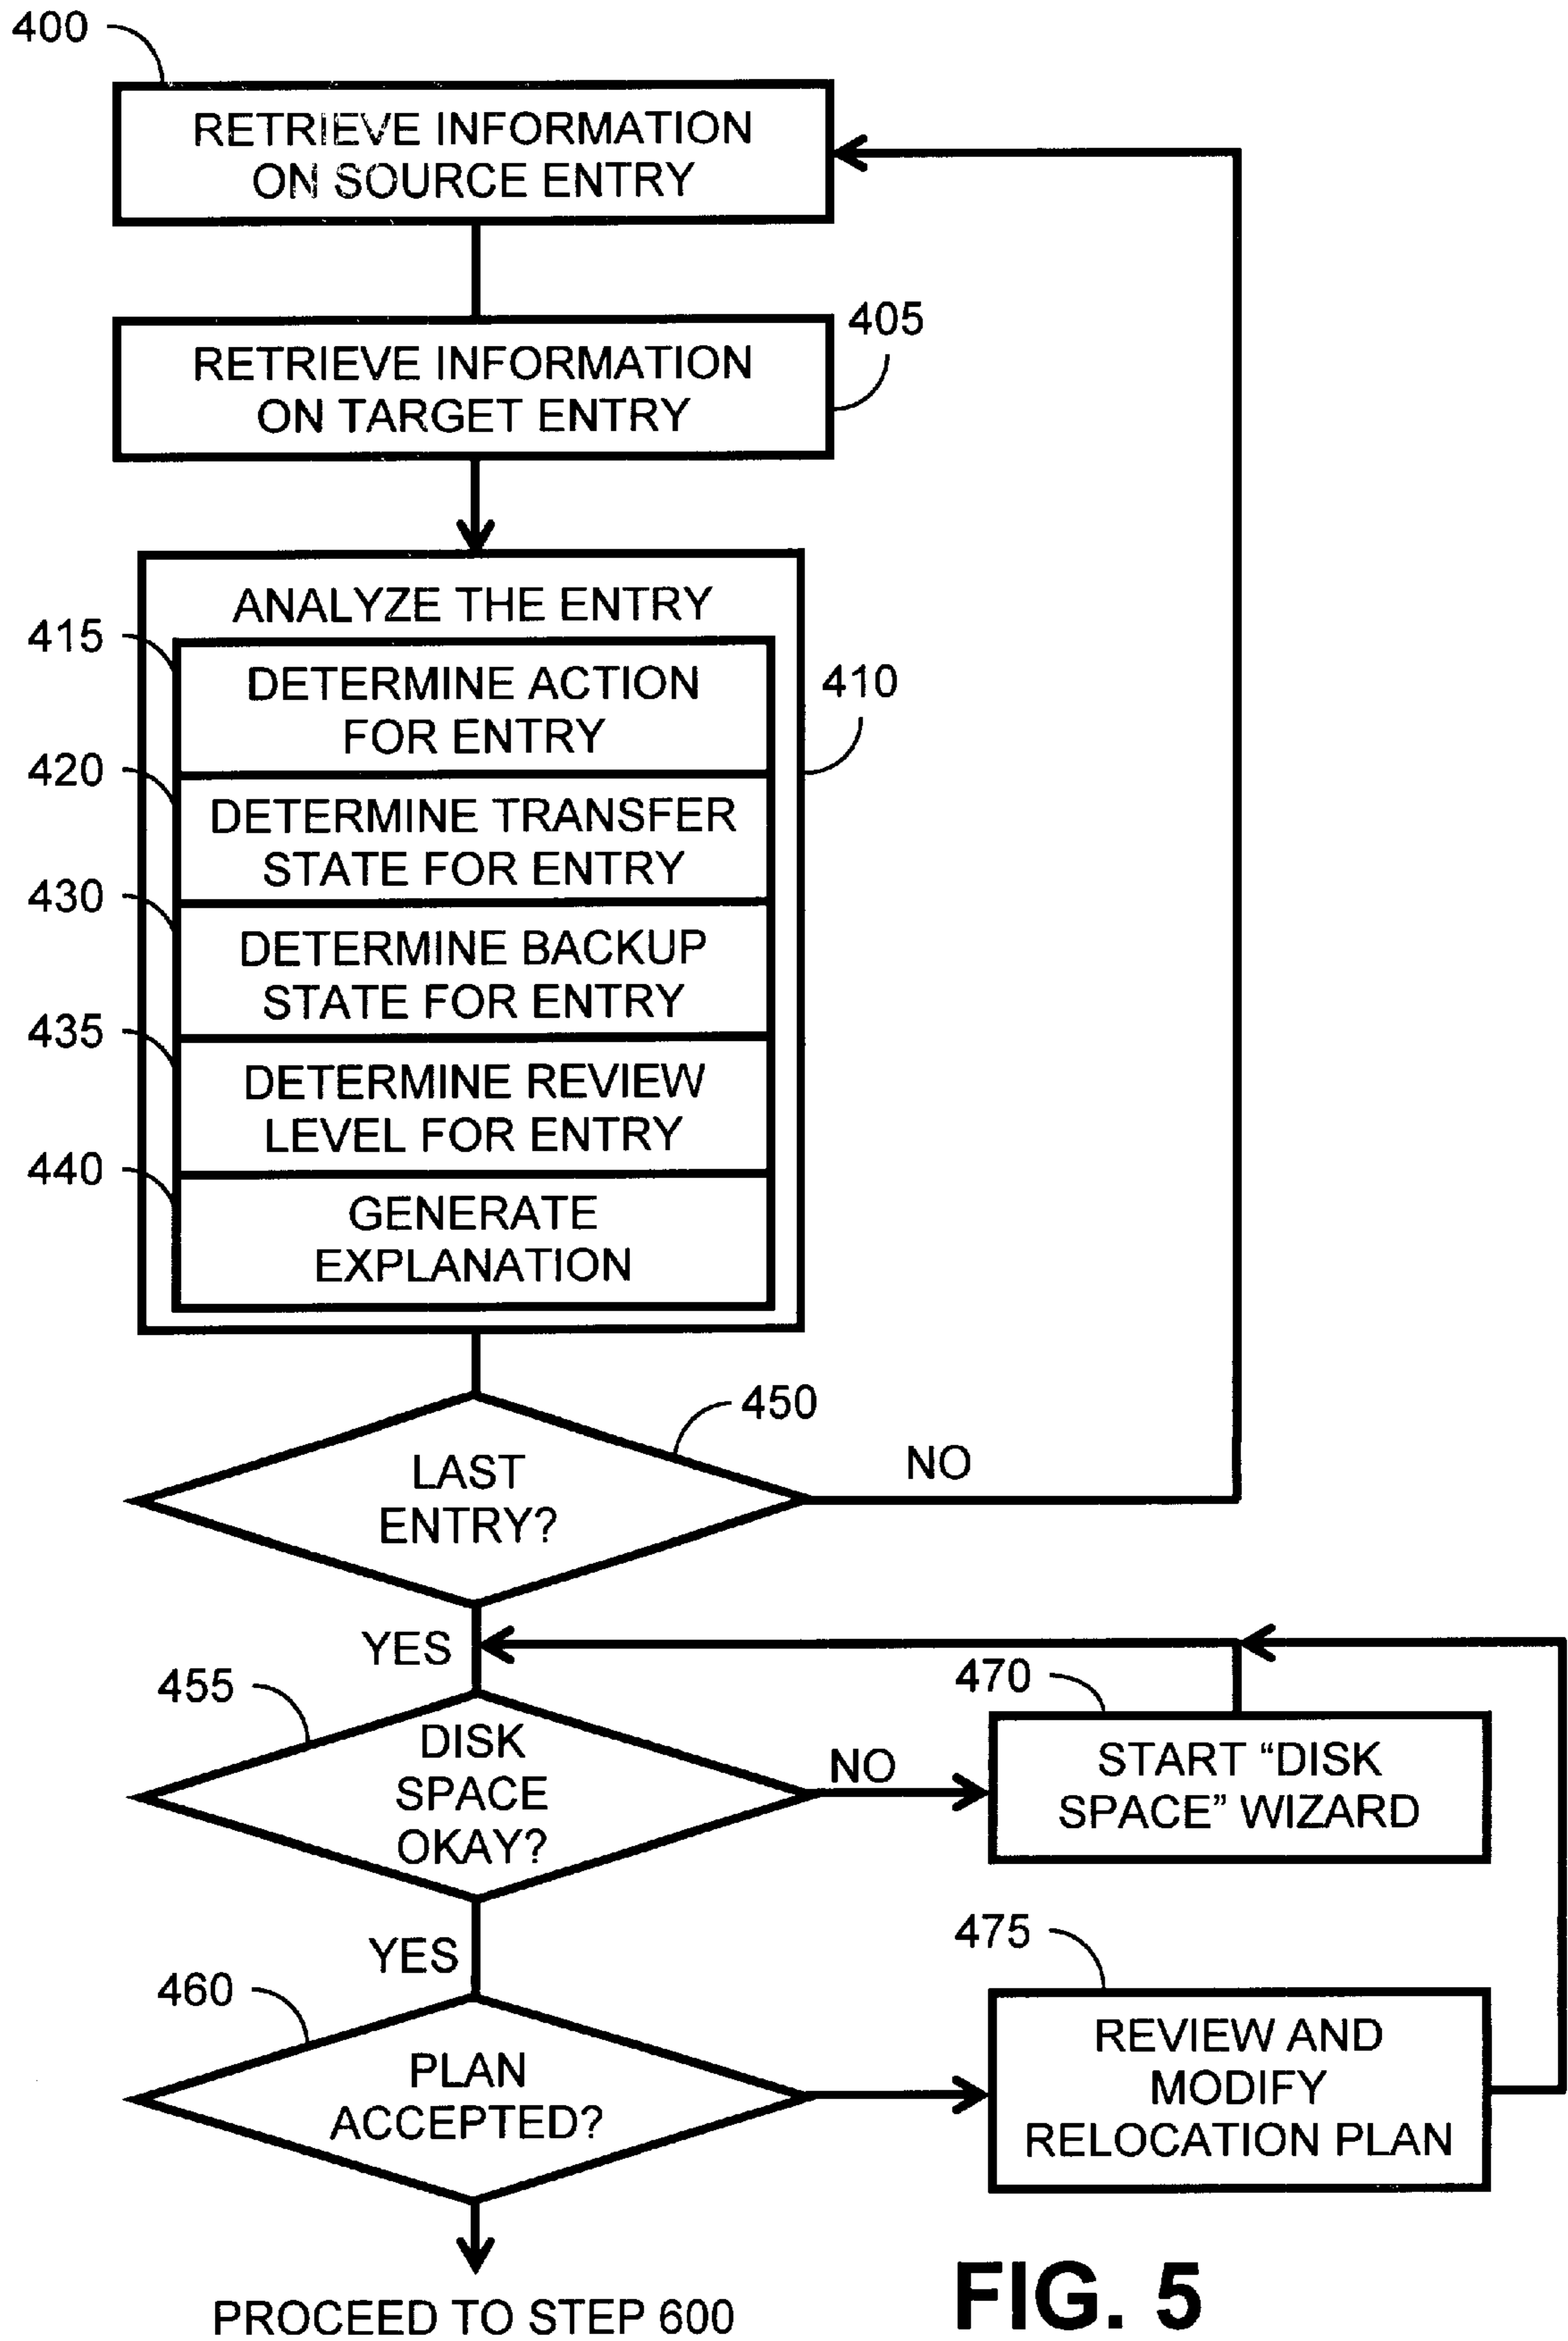 400
RETRIEVE INFORMATION
ON SOURCE ENTRY
405
RETRIEVE INFORMATION
ON TARGET ENTRY
ANALYZE THE ENTRY
415
DETERMINE ACTION
FOR ENTRY
410
420
DETERMINE TRANSFER
STATE FOR ENTRY
430
DETERMINE BACKUP
STATE FOR ENTRY
435
DETERMINE REVIEW
LEVEL FOR ENTRY
440
GENERATE
EXPLANATION
450
LAST
ENTRY?
NO
YES
455
DISK
SPACE
OKAY?
NO
470
START “DISK
SPACE” WIZARD
YES
460
PLAN
ACCEPTED?
475
REVIEW AND
MODIFY
RELOCATION PLAN
PROCEED TO STEP 600
FIG. 5